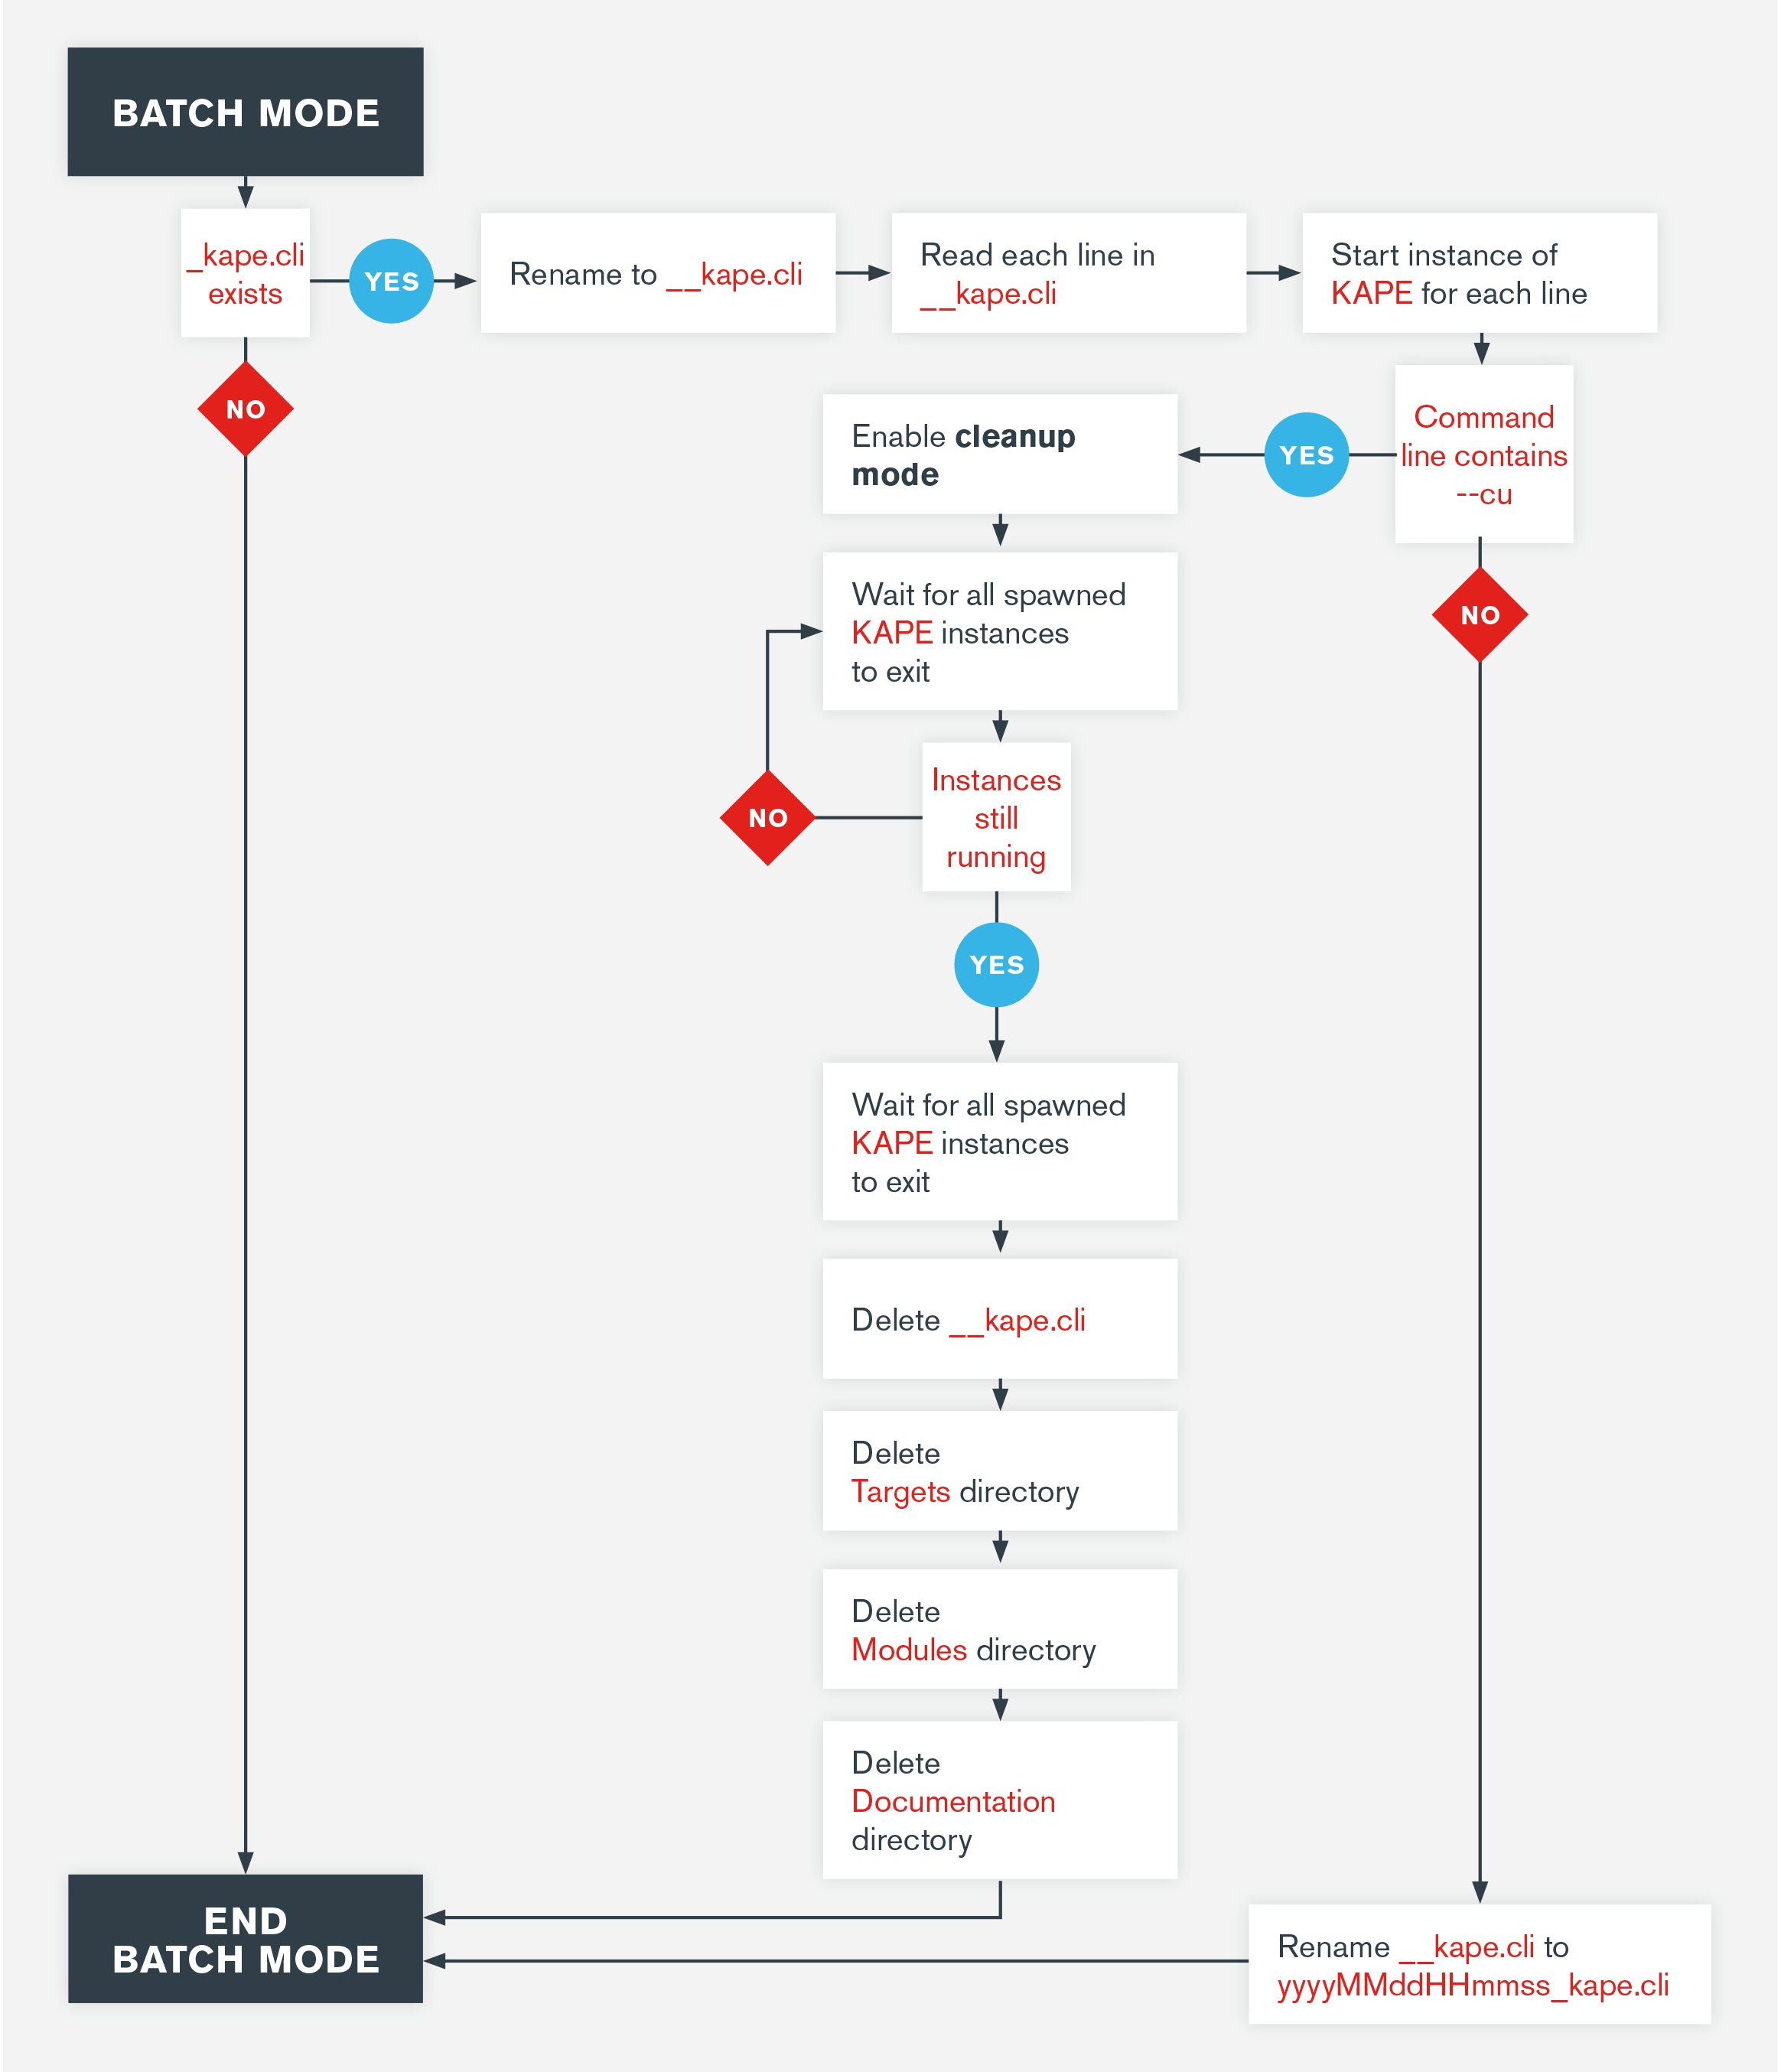 BATCH MODE
_kape.cli
exists
YES
Rename to __kape.cli
Read each line in
__kape.cli
Start instance of
KAPE for each line
NO
Command
line contains
--cu
YES
Enable cleanup
mode
NO
Wait for all spawned
KAPE instances
to exit
Instances
still
running
NO
YES
Wait for all spawned
KAPE instances
to exit
Delete __kape.cli
Delete
Targets directory
Delete
Modules directory
Delete
Documentation
directory
Rename __kape.cli to
yyyyMMddHHmmss_kape.cli
END
BATCH MODE